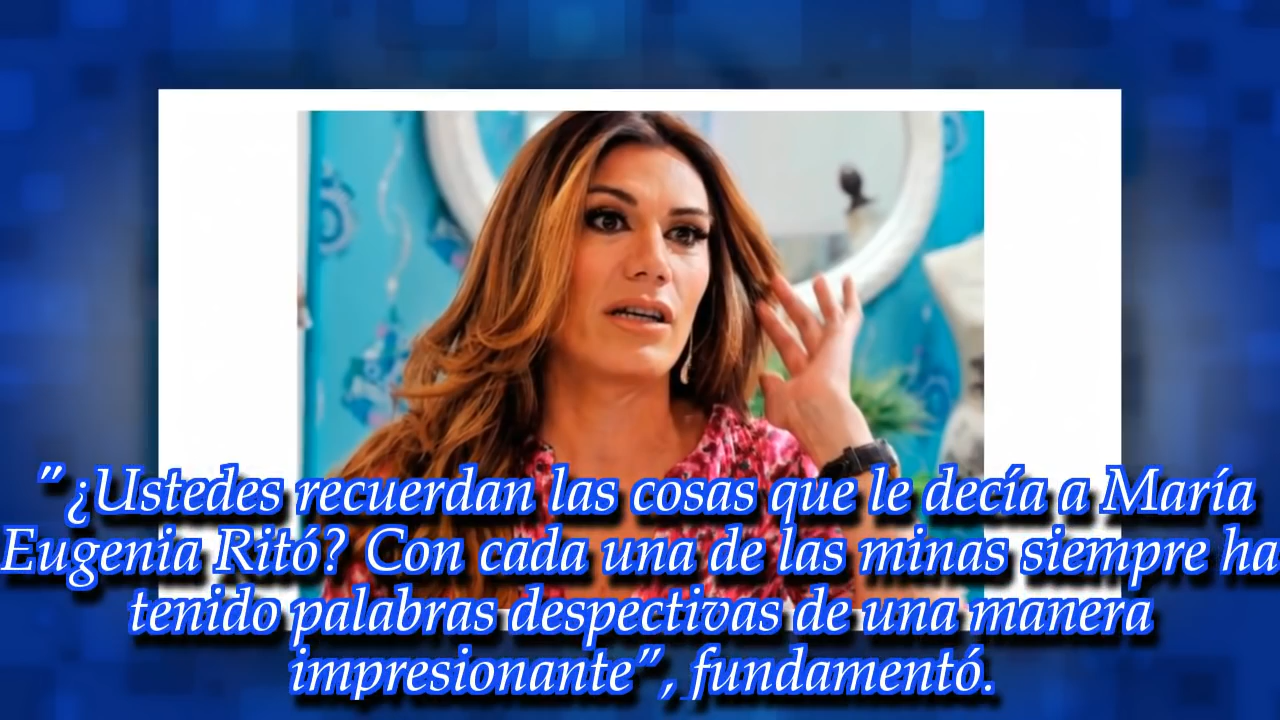 "¿Ustedes recuerdan las cosas que le decía a María
Eugenia Ritó? Con cada una de las minas siempre ha
tenido palabras despectivas de una manera
impresionante”, fundamentó.